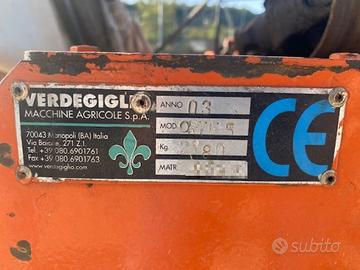 VERDEGIGLIO
MACCHINE AGRICOLE S.p.A.
70043 Monopoli (BA) Italia
Via Baione, 271 Z.I.
Tel. +39 080.6901761
Fax +39 080.6901763
www.verdegiglio.com
ANNO 03
MOD.
Kg.
MATR.
CE
subito